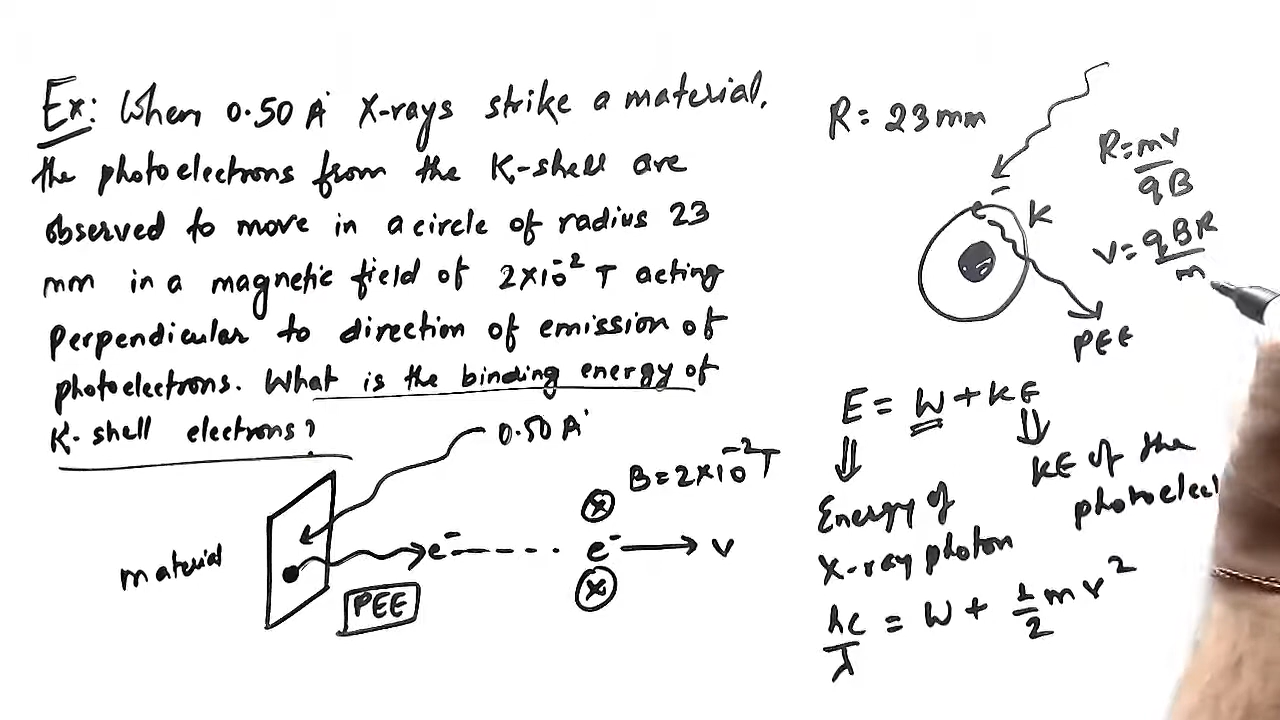 Ex: When 0.50 A° X-rays strike a material,
the photoelectrons from the K-shell are
observed to move in a circle of radius 23
mm in a magnetic field of 2×10⁻² T acting
perpendicular to direction of emission of
photoelectrons. What is the binding energy of
K-shell electrons?
0.50 A°
B=2×10⁻²T
material
e⁻
e⁻
v
PEE
R = 23mm
e⁻
K
PEE
R = mv/qB
v = qBR/m
E = W + KE
Energy of
X-ray photon
KE of the
photoelect
hc/λ = W + 1/2 mv²